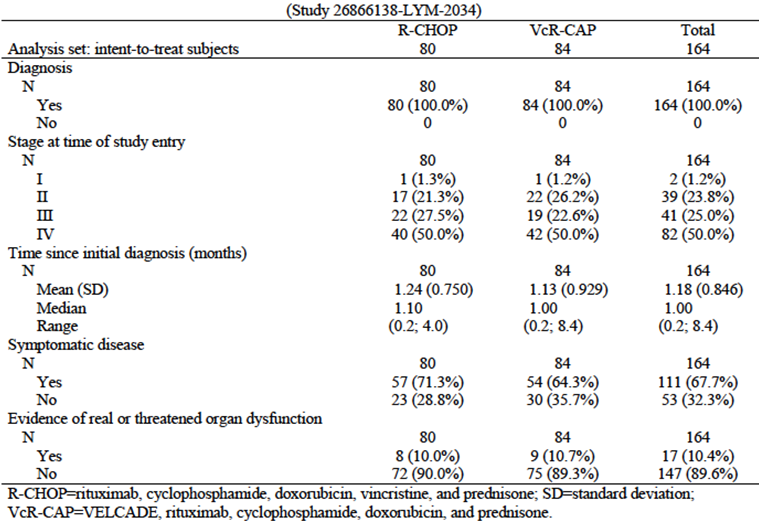 (Study 26866138-LYM-2034)
R-CHOP VcR-CAP Total
Analysis set: intent-to-treat subjects 80 84 164
Diagnosis
N 80 84 164
Yes 80 (100.0%) 84 (100.0%) 164 (100.0%)
No 0 0 0
Stage at time of study entry
N 80 84 164
I 1 (1.3%) 1 (1.2%) 2 (1.2%)
II 17 (21.3%) 22 (26.2%) 39 (23.8%)
III 22 (27.5%) 19 (22.6%) 41 (25.0%)
IV 40 (50.0%) 42 (50.0%) 82 (50.0%)
Time since initial diagnosis (months)
N 80 84 164
Mean (SD) 1.24 (0.750) 1.13 (0.929) 1.18 (0.846)
Median 1.10 1.00 1.00
Range (0.2; 4.0) (0.2; 8.4) (0.2; 8.4)
Symptomatic disease
N 80 84 164
Yes 57 (71.3%) 54 (64.3%) 111 (67.7%)
No 23 (28.8%) 30 (35.7%) 53 (32.3%)
Evidence of real or threatened organ dysfunction
N 80 84 164
Yes 8 (10.0%) 9 (10.7%) 17 (10.4%)
No 72 (90.0%) 75 (89.3%) 147 (89.6%)
R-CHOP=rituximab, cyclophosphamide, doxorubicin, vincristine, and prednisone; SD=standard deviation;
VcR-CAP=VELCADE, rituximab, cyclophosphamide, doxorubicin, and prednisone.